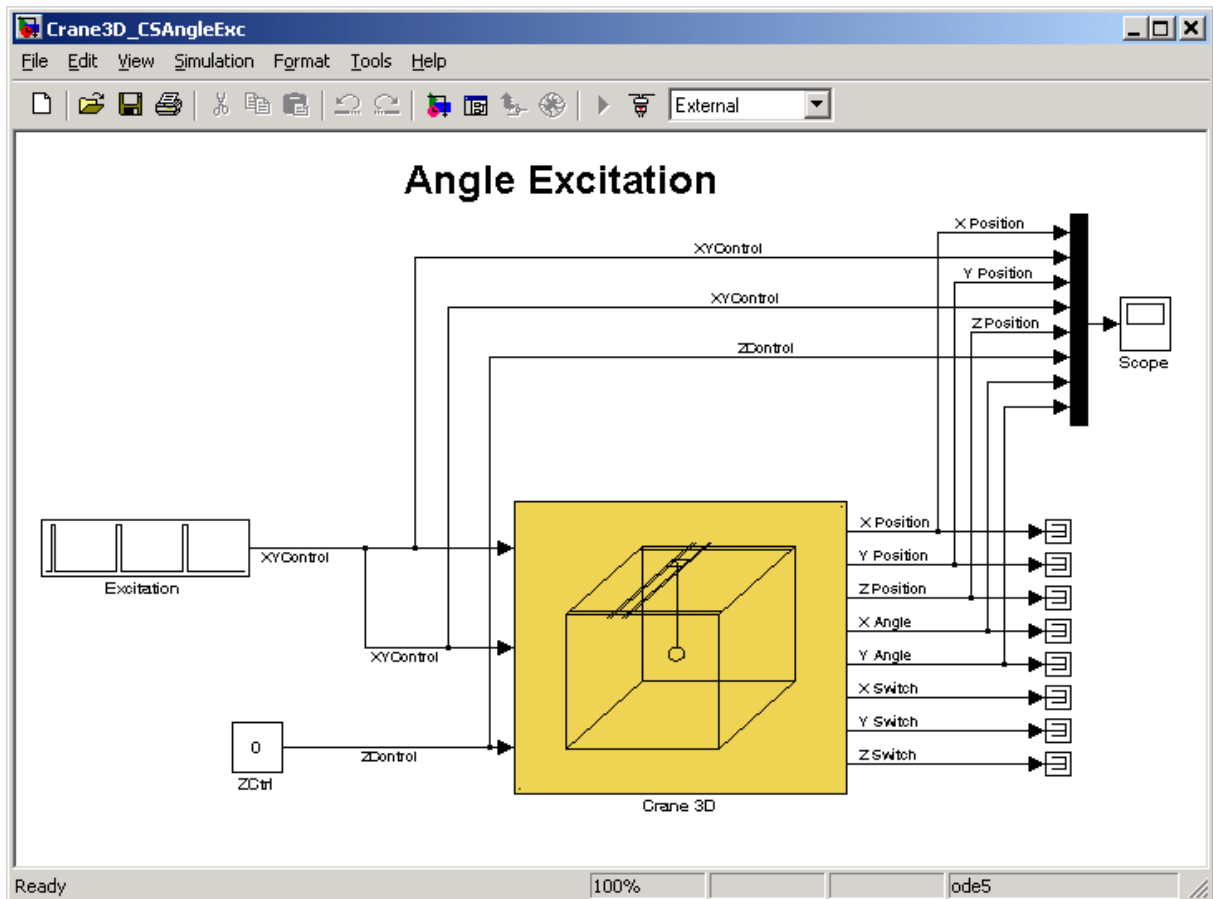 Crane3D_CSAngleExc
File Edit View Simulation Format Tools Help
External
Angle Excitation
X Position
XYControl
Y Position
XYControl
Z Position
ZControl
Scope
X Position
XYControl
Y Position
Excitation
Z Position
X Angle
XYControl
Y Angle
X Switch
Y Switch
0
ZControl
Z Switch
ZCtrl
Crane 3D
Ready 100% ode5